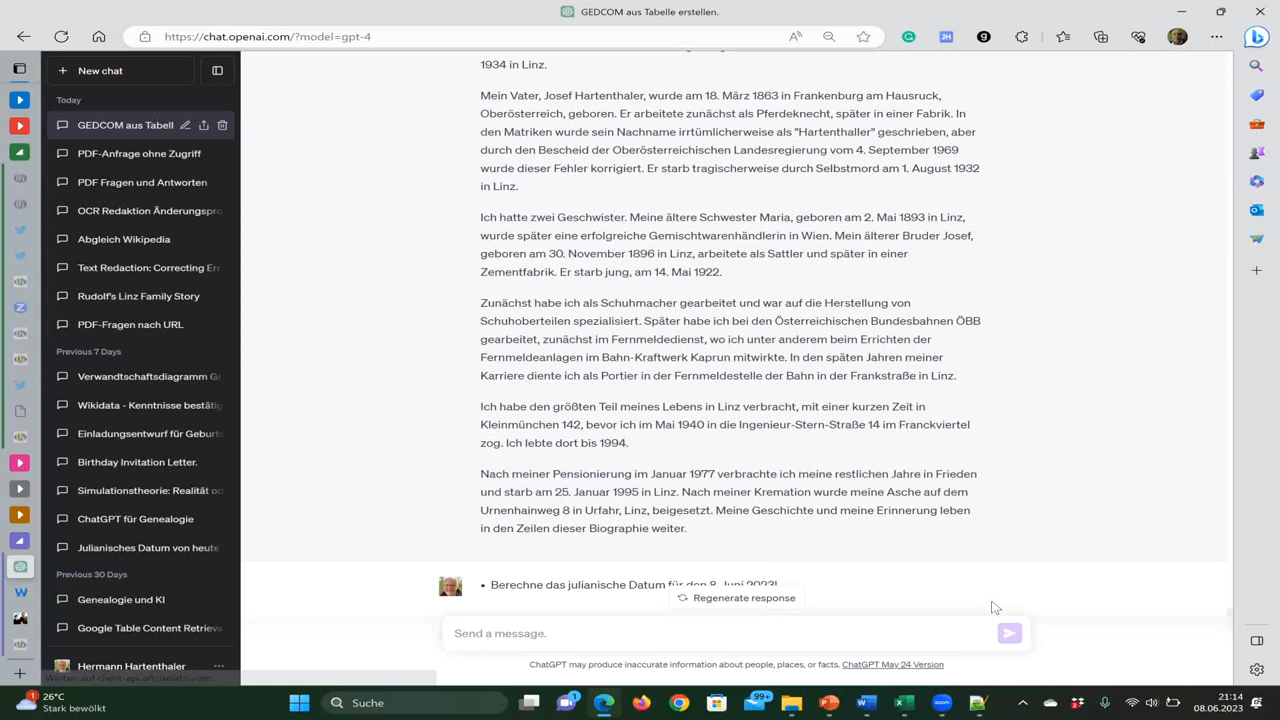 GEDCOM aus Tabelle erstellen.
https://chat.openai.com/?model=gpt-4
New chat
Today
GEDCOM aus Tabell
PDF-Anfrage ohne Zugriff
PDF Fragen und Antworten
OCR Redaktion Änderungspro
Abgleich Wikipedia
Text Redaction: Correcting Err
Rudolf's Linz Family Story
PDF-Fragen nach URL
Previous 7 Days
Verwandtschaftsdiagramm Ge
Wikidata - Kenntnisse bestätig
Einladungsentwurf für Geburts
Birthday Invitation Letter.
Simulationstheorie: Realität od
ChatGPT für Genealogie
Julianisches Datum von heute
Previous 30 Days
Genealogie und KI
Google Table Content Retrieva
Hermann Hartenthaler
1934 in Linz.
Mein Vater, Josef Hartenthaler, wurde am 18. März 1863 in Frankenburg am Hausruck,
Oberösterreich, geboren. Er arbeitete zunächst als Pferdeknecht, später in einer Fabrik. In
den Matriken wurde sein Nachname irrtümlicherweise als "Hartenthaller" geschrieben, aber
durch den Bescheid der Oberösterreichischen Landesregierung vom 4. September 1969
wurde dieser Fehler korrigiert. Er starb tragischerweise durch Selbstmord am 1. August 1932
in Linz.
Ich hatte zwei Geschwister. Meine ältere Schwester Maria, geboren am 2. Mai 1893 in Linz,
wurde später eine erfolgreiche Gemischtwarenhändlerin in Wien. Mein älterer Bruder Josef,
geboren am 30. November 1896 in Linz, arbeitete als Sattler und später in einer
Zementfabrik. Er starb jung, am 14. Mai 1922.
Zunächst habe ich als Schuhmacher gearbeitet und war auf die Herstellung von
Schuhoberteilen spezialisiert. Später habe ich bei den Österreichischen Bundesbahnen ÖBB
gearbeitet, zunächst im Fernmeldedienst, wo ich unter anderem beim Errichten der
Fernmeldeanlagen im Bahn-Kraftwerk Kaprun mitwirkte. In den späten Jahren meiner
Karriere diente ich als Portier in der Fernmeldestelle der Bahn in der Frankstraße in Linz.
Ich habe den größten Teil meines Lebens in Linz verbracht, mit einer kurzen Zeit in
Kleinmünchen 142, bevor ich im Mai 1940 in die Ingenieur-Stern-Straße 14 im Franckviertel
zog. Ich lebte dort bis 1994.
Nach meiner Pensionierung im Januar 1977 verbrachte ich meine restlichen Jahre in Frieden
und starb am 25. Januar 1995 in Linz. Nach meiner Kremation wurde meine Asche auf dem
Urnenhainweg 8 in Urfahr, Linz, beigesetzt. Meine Geschichte und meine Erinnerung leben
in den Zeilen dieser Biographie weiter.
• Berechne das julianische Datum für den 8. Juni 2023!
Regenerate response
Send a message.
ChatGPT may produce inaccurate information about people, places, or facts. ChatGPT May 24 Version
26°C
Stark bewölkt
Suche
99+
21:14
08.06.2023